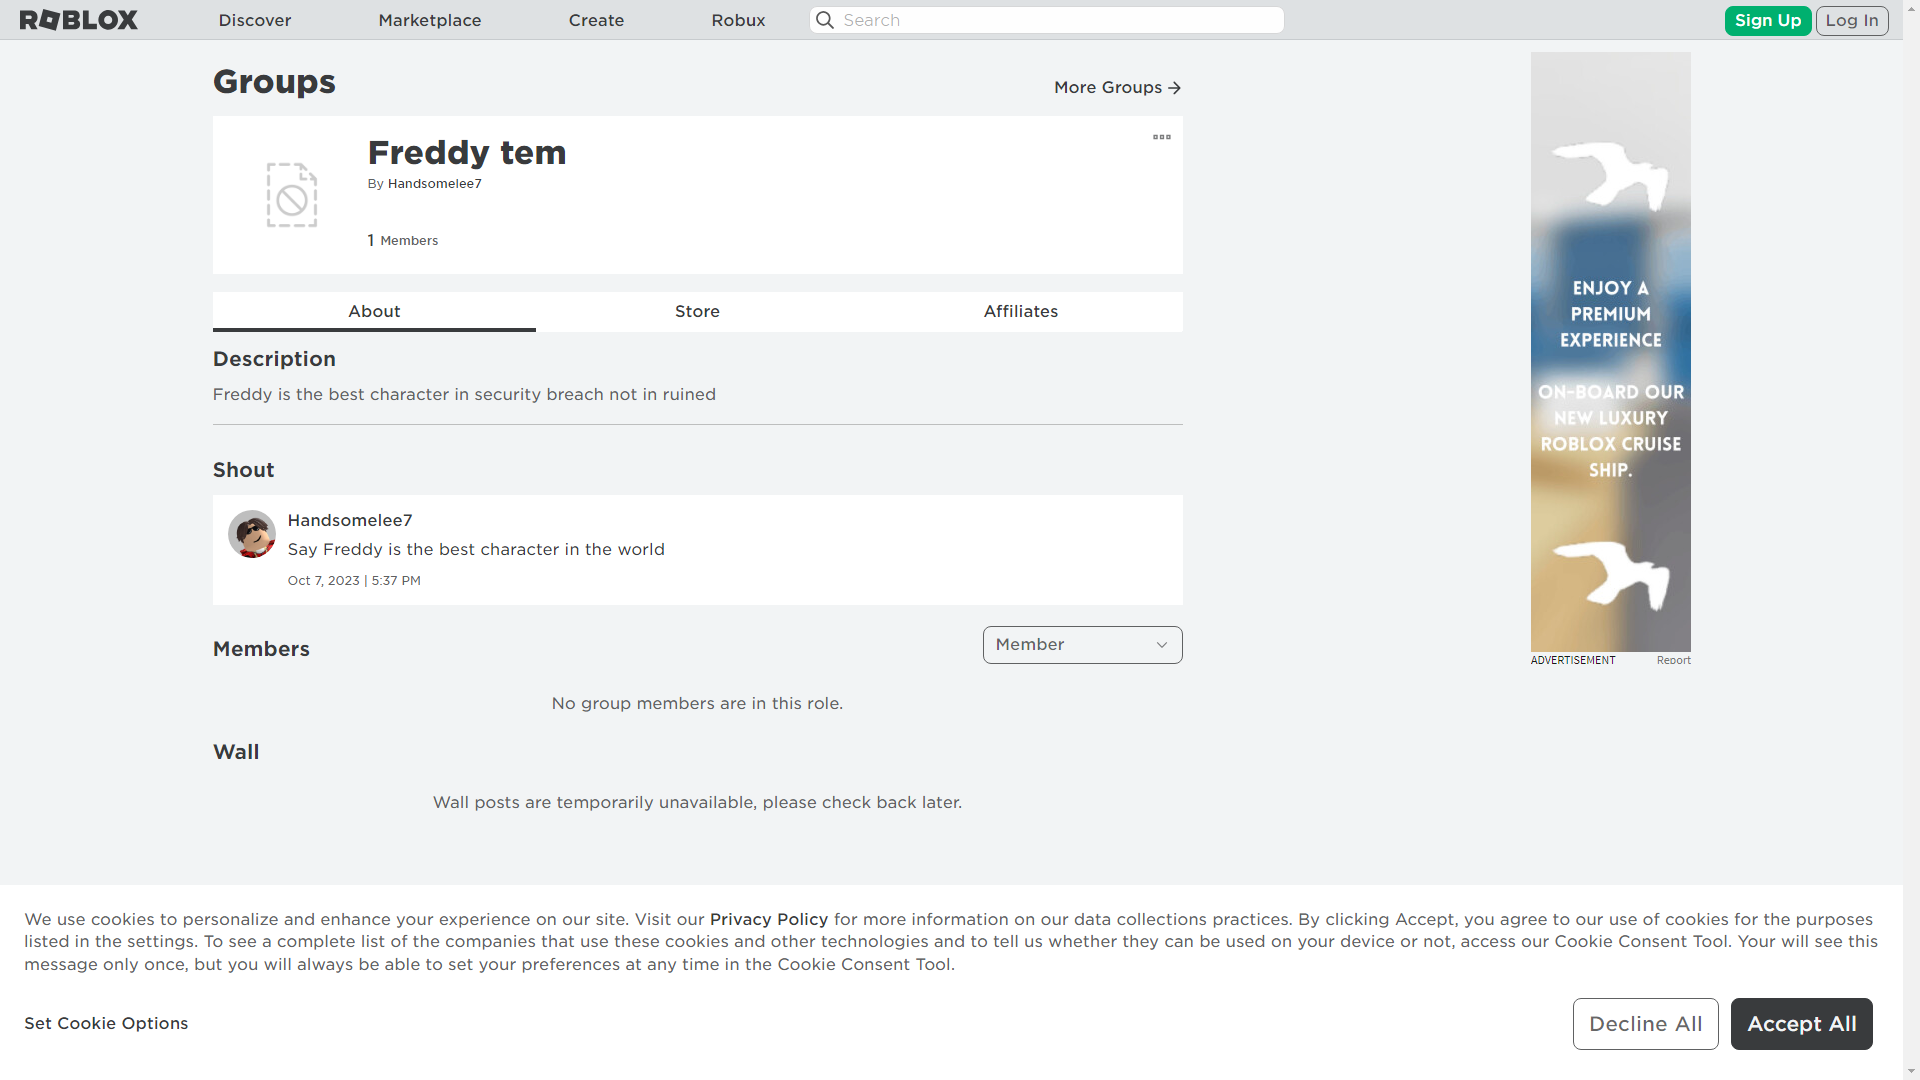 ROBLOX
Discover
Marketplace
Create
Robux
Search
Sign Up
Log In
Groups
More Groups
Freddy tem
By Handsomelee7
1 Members
About
Store
Affiliates
Description
Freddy is the best character in security breach not in ruined
Shout
Handsomelee7
Say Freddy is the best character in the world
Oct 7, 2023 | 5:37 PM
Members
Member
No group members are in this role.
Wall
Wall posts are temporarily unavailable, please check back later.
ENJOY A
PREMIUM
EXPERIENCE
ON-BOARD OUR
NEW LUXURY
ROBLOX CRUISE
SHIP.
ADVERTISEMENT
Report
We use cookies to personalize and enhance your experience on our site. Visit our Privacy Policy for more information on our data collections practices. By clicking Accept, you agree to our use of cookies for the purposes
listed in the settings. To see a complete list of the companies that use these cookies and other technologies and to tell us whether they can be used on your device or not, access our Cookie Consent Tool. Your will see this
message only once, but you will always be able to set your preferences at any time in the Cookie Consent Tool.
Set Cookie Options
Decline All
Accept All